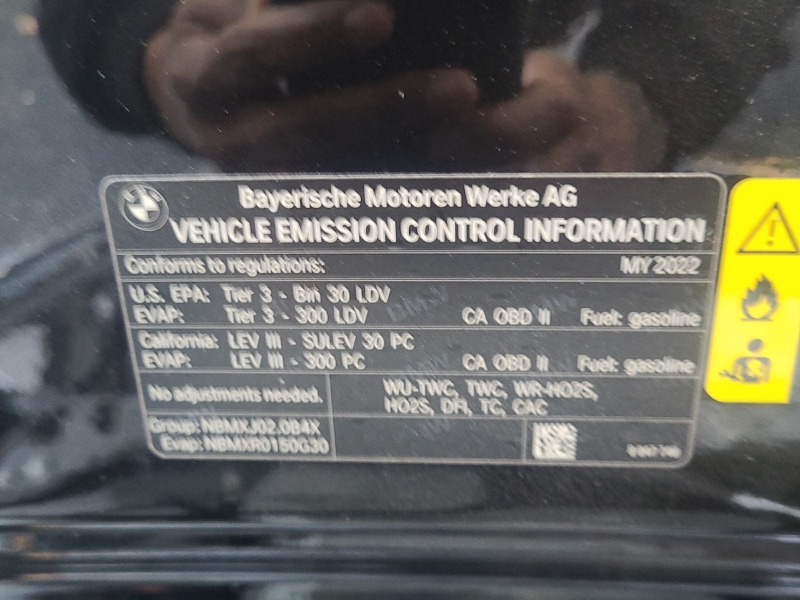 Bayerische Motoren Werke AG
VEHICLE EMISSION CONTROL INFORMATION
Conforms to regulations: MY 2022
U.S. EPA: Tier 3 - Bin 30 LDV
EVAP: Tier 3 - 300 LDV CA OBD II Fuel: gasoline
California: LEV III - SULEV 30 PC
EVAP: LEV III - 300 PC CA OBD II Fuel: gasoline
No adjustments needed.
WU-TWC, TWC, WR-HO2S,
HO2S, DFI, TC, CAC
Group: NBMXJ02.0B4X
Evap: NBMXR0150G30